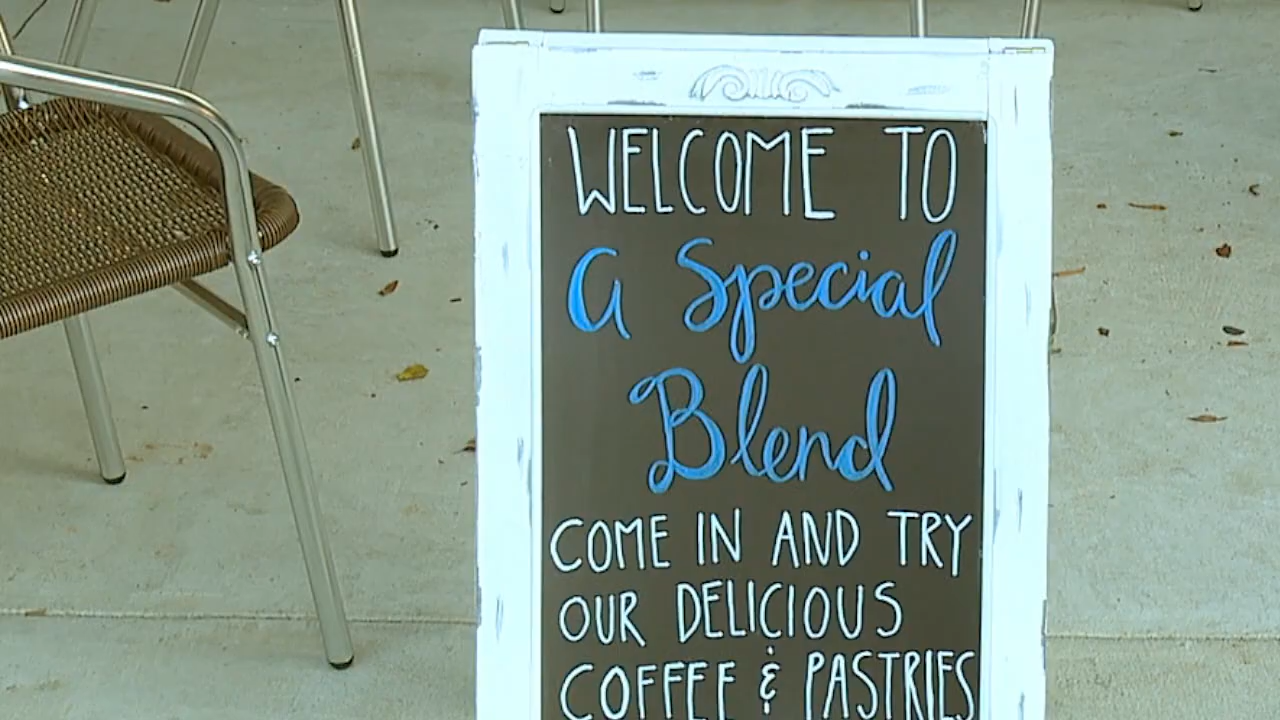 WELCOME TO
a Special
Blend
COME IN AND TRY
OUR DELICIOUS
COFFEE & PASTRIES